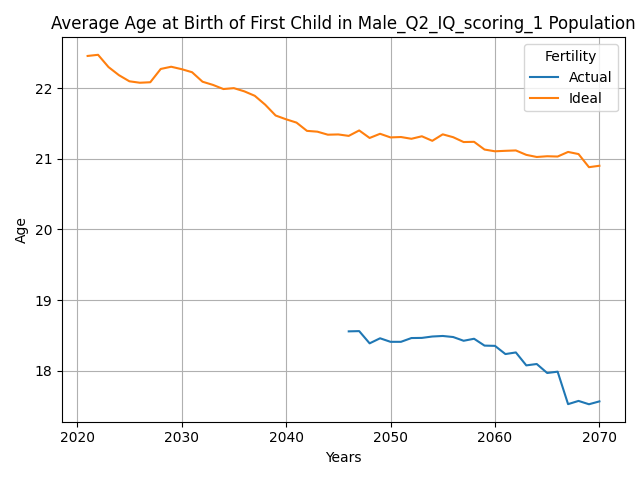 Average Age at Birth of First Child in Male_Q2_IQ_scoring_1 Population
Fertility
Actual
Ideal
Age
22
21
20
19
18
2020 2030 2040 2050 2060 2070
Years